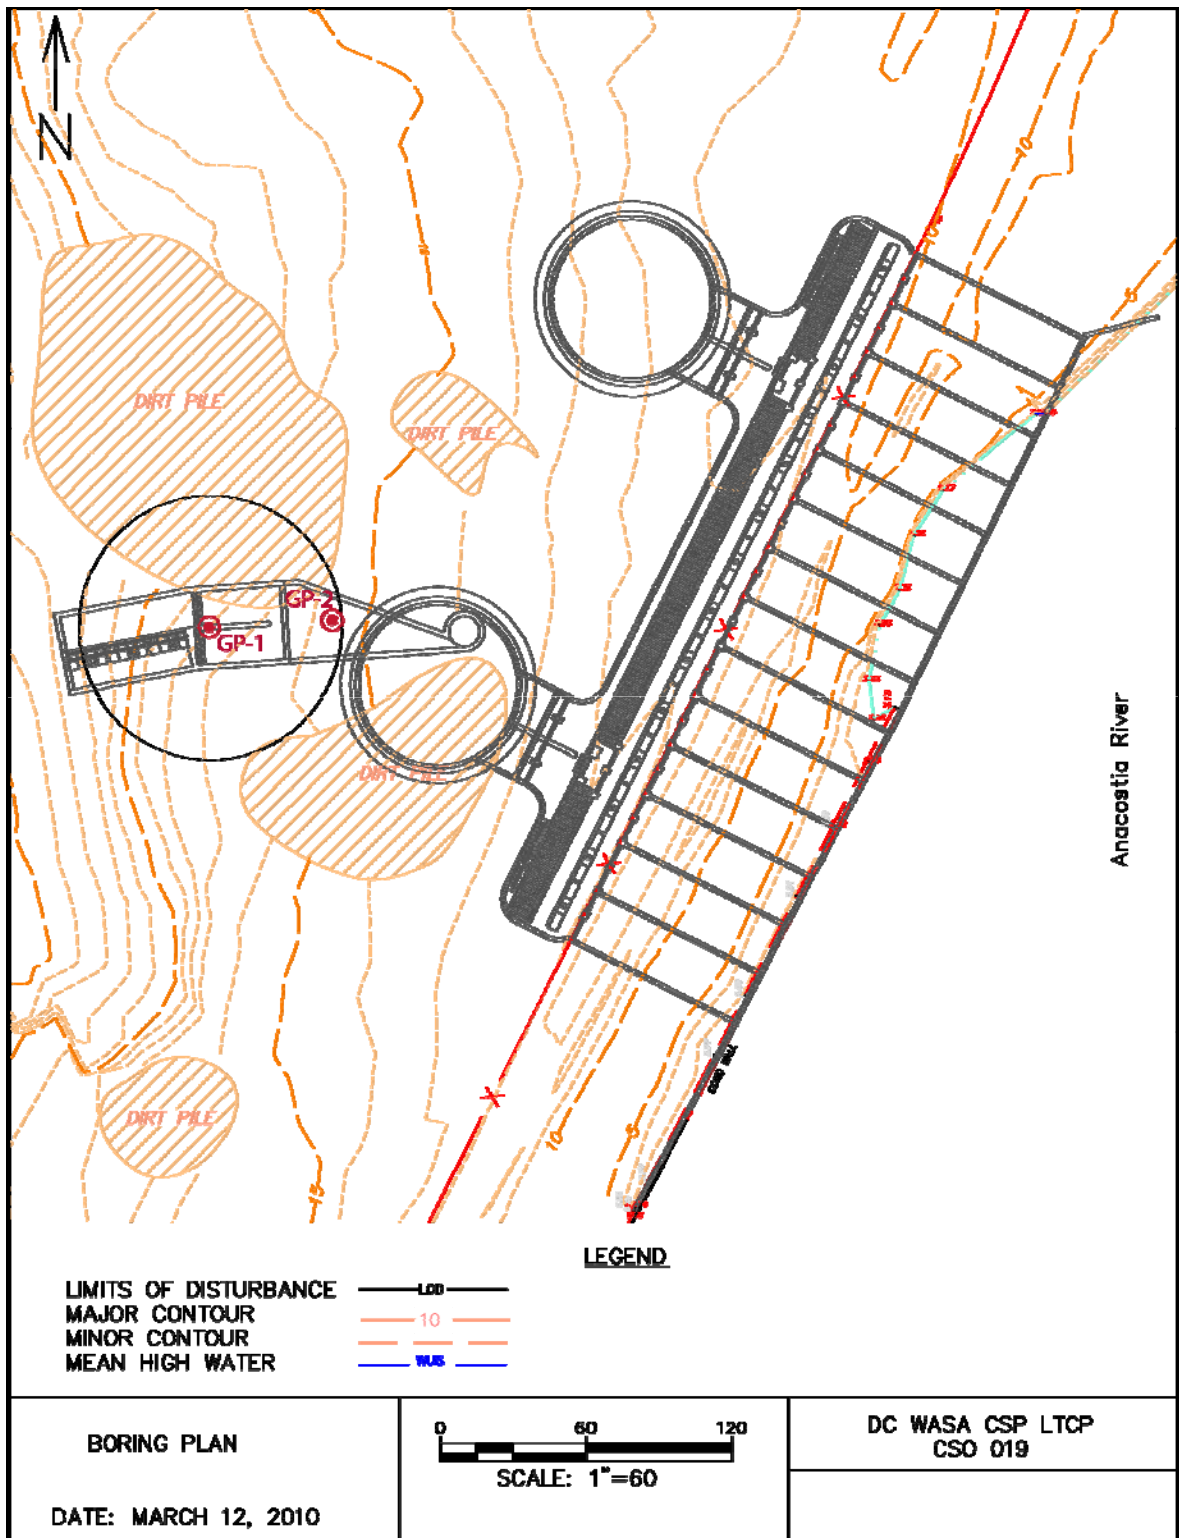 N
10
10
5
DIRT PILE
DIRT PILE
GP-2
GP-1
DIRT PILE
Anacostia River
DIRT PILE
10
5
15
LEGEND
LIMITS OF DISTURBANCE LOD
MAJOR CONTOUR 10
MINOR CONTOUR
MEAN HIGH WATER WUS
BORING PLAN
DATE: MARCH 12, 2010
0 60 120
SCALE: 1"=60
DC WASA CSP LTCP
CSO 019